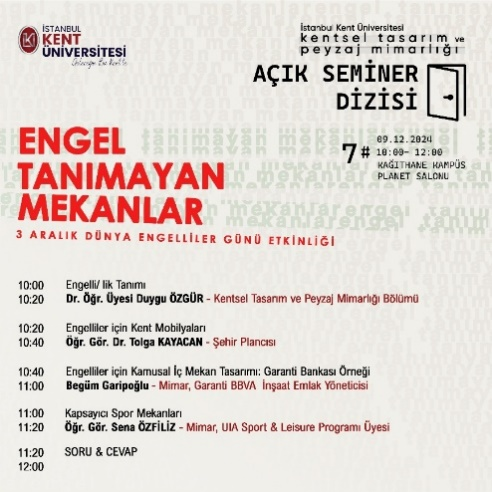 İSTANBUL
KENT
ÜNİVERSİTESİ
İstanbul Kent Üniversitesi
kentsel tasarım ve
peyzaj mimarlığı
AÇIK SEMİNER
DİZİSİ
7# 09.12.2024
10:00- 12:00
KAĞITHANE KAMPÜS
PLANET SALONU
ENGEL
TANIMAYAN
MEKANLAR
3 ARALIK DÜNYA ENGELLİLER GÜNÜ ETKİNLİĞİ
10:00 Engelli/ lik Tanımı
10:20 Dr. Öğr. Üyesi Duygu ÖZGÜR - Kentsel Tasarım ve Peyzaj Mimarlığı Bölümü
10:20 Engelliler için Kent Mobilyaları
10:40 Öğr. Gör. Dr. Tolga KAYACAN - Şehir Plancısı
10:40 Engelliler için Kamusal İç Mekan Tasarımı: Garanti Bankası Örneği
11:00 Begüm Garipoğlu - Mimar, Garanti BBVA İnşaat Emlak Yöneticisi
11:00 Kapsayıcı Spor Mekanları
11:20 Öğr. Gör. Sena ÖZFİLİZ - Mimar, UIA Sport & Leisure Programı Üyesi
11:20 SORU & CEVAP
12:00